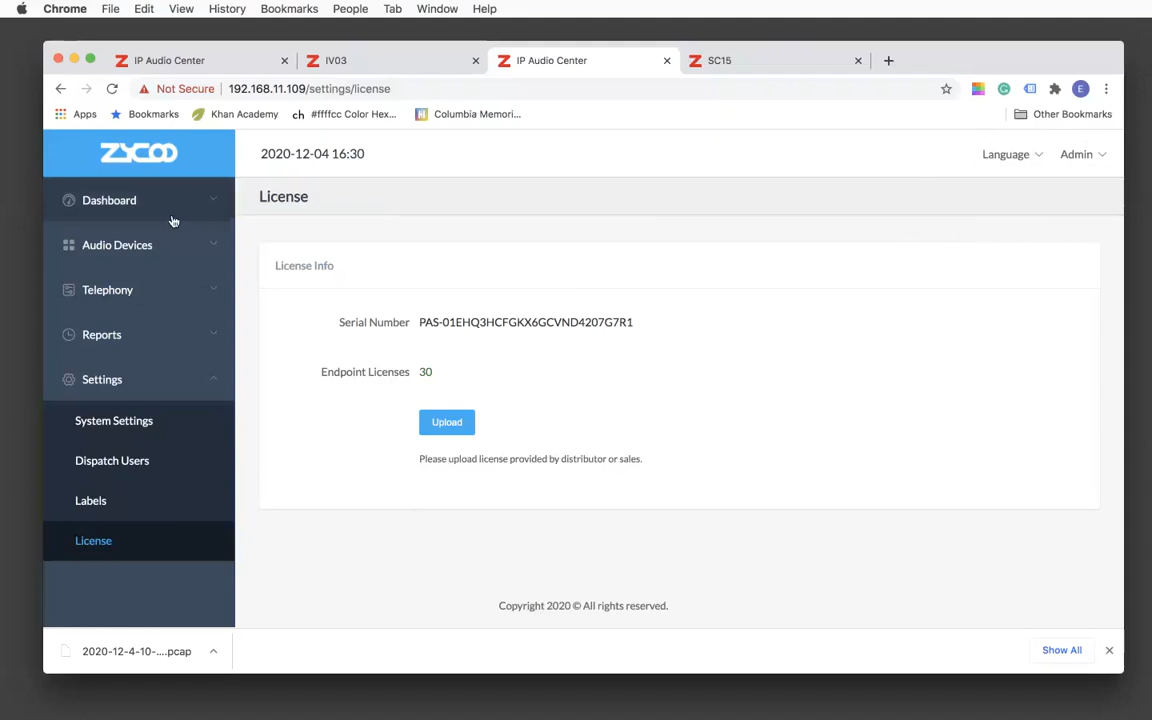 Chrome File Edit View History Bookmarks People Tab Window Help
IP Audio Center IV03 IP Audio Center SC15
Not Secure 192.168.11.109/settings/license E
Apps Bookmarks Khan Academy ch #ffffcc Color Hex... Columbia Memori... Other Bookmarks
ZYCOO
2020-12-04 16:30
Language Admin
Dashboard
Audio Devices
Telephony
Reports
Settings
System Settings
Dispatch Users
Labels
License
License
License Info
Serial Number PAS-01EHQ3HCFGKX6GCVND4207G7R1
Endpoint Licenses 30
Upload
Please upload license provided by distributor or sales.
Copyright 2020 © All rights reserved.
2020-12-4-10-....pcap
Show All